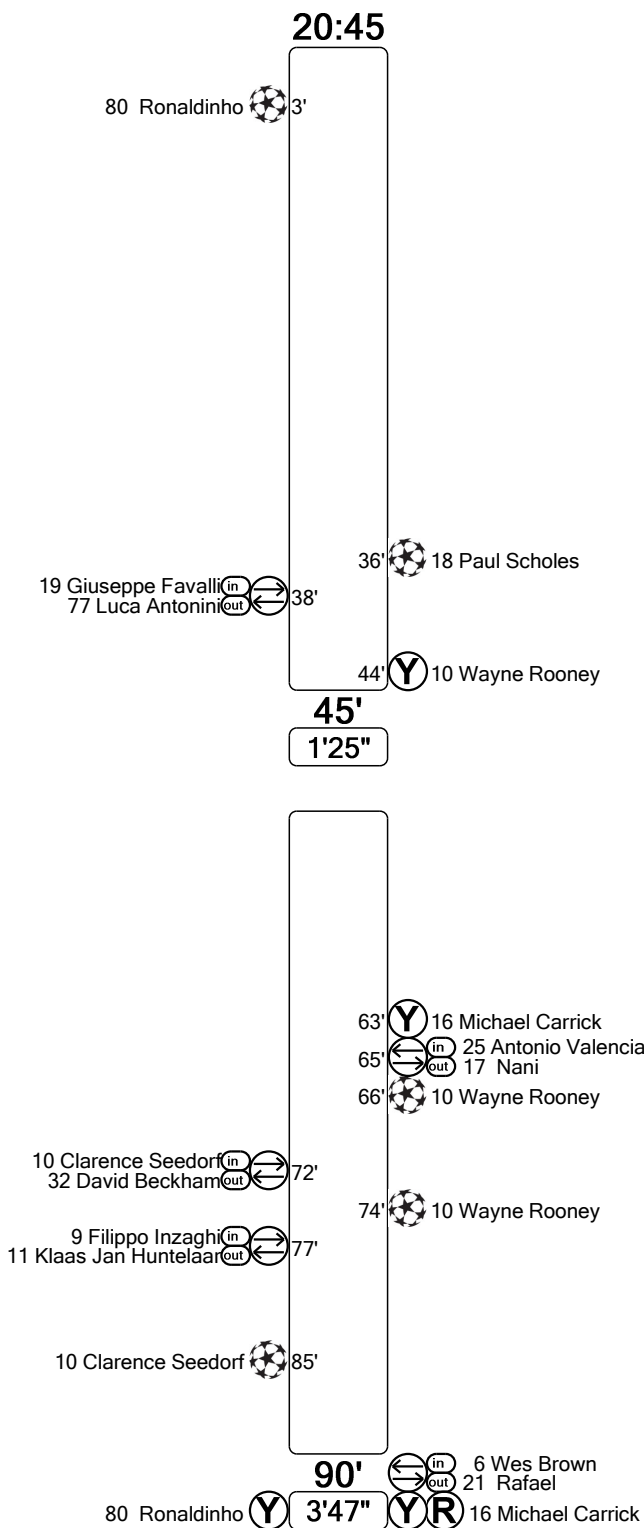 20:45
80 Ronaldinho 3'
36' 18 Paul Scholes
19 Giuseppe Favalli in
77 Luca Antonini out 38'
44' Y 10 Wayne Rooney
45'
1'25"
63' Y 16 Michael Carrick
65' in 25 Antonio Valencia
out 17 Nani
66' 10 Wayne Rooney
10 Clarence Seedorf in
32 David Beckham out 72'
74' 10 Wayne Rooney
9 Filippo Inzaghi in
11 Klaas Jan Huntelaar out 77'
10 Clarence Seedorf 85'
in 6 Wes Brown
90' out 21 Rafael
80 Ronaldinho Y 3'47" Y R 16 Michael Carrick